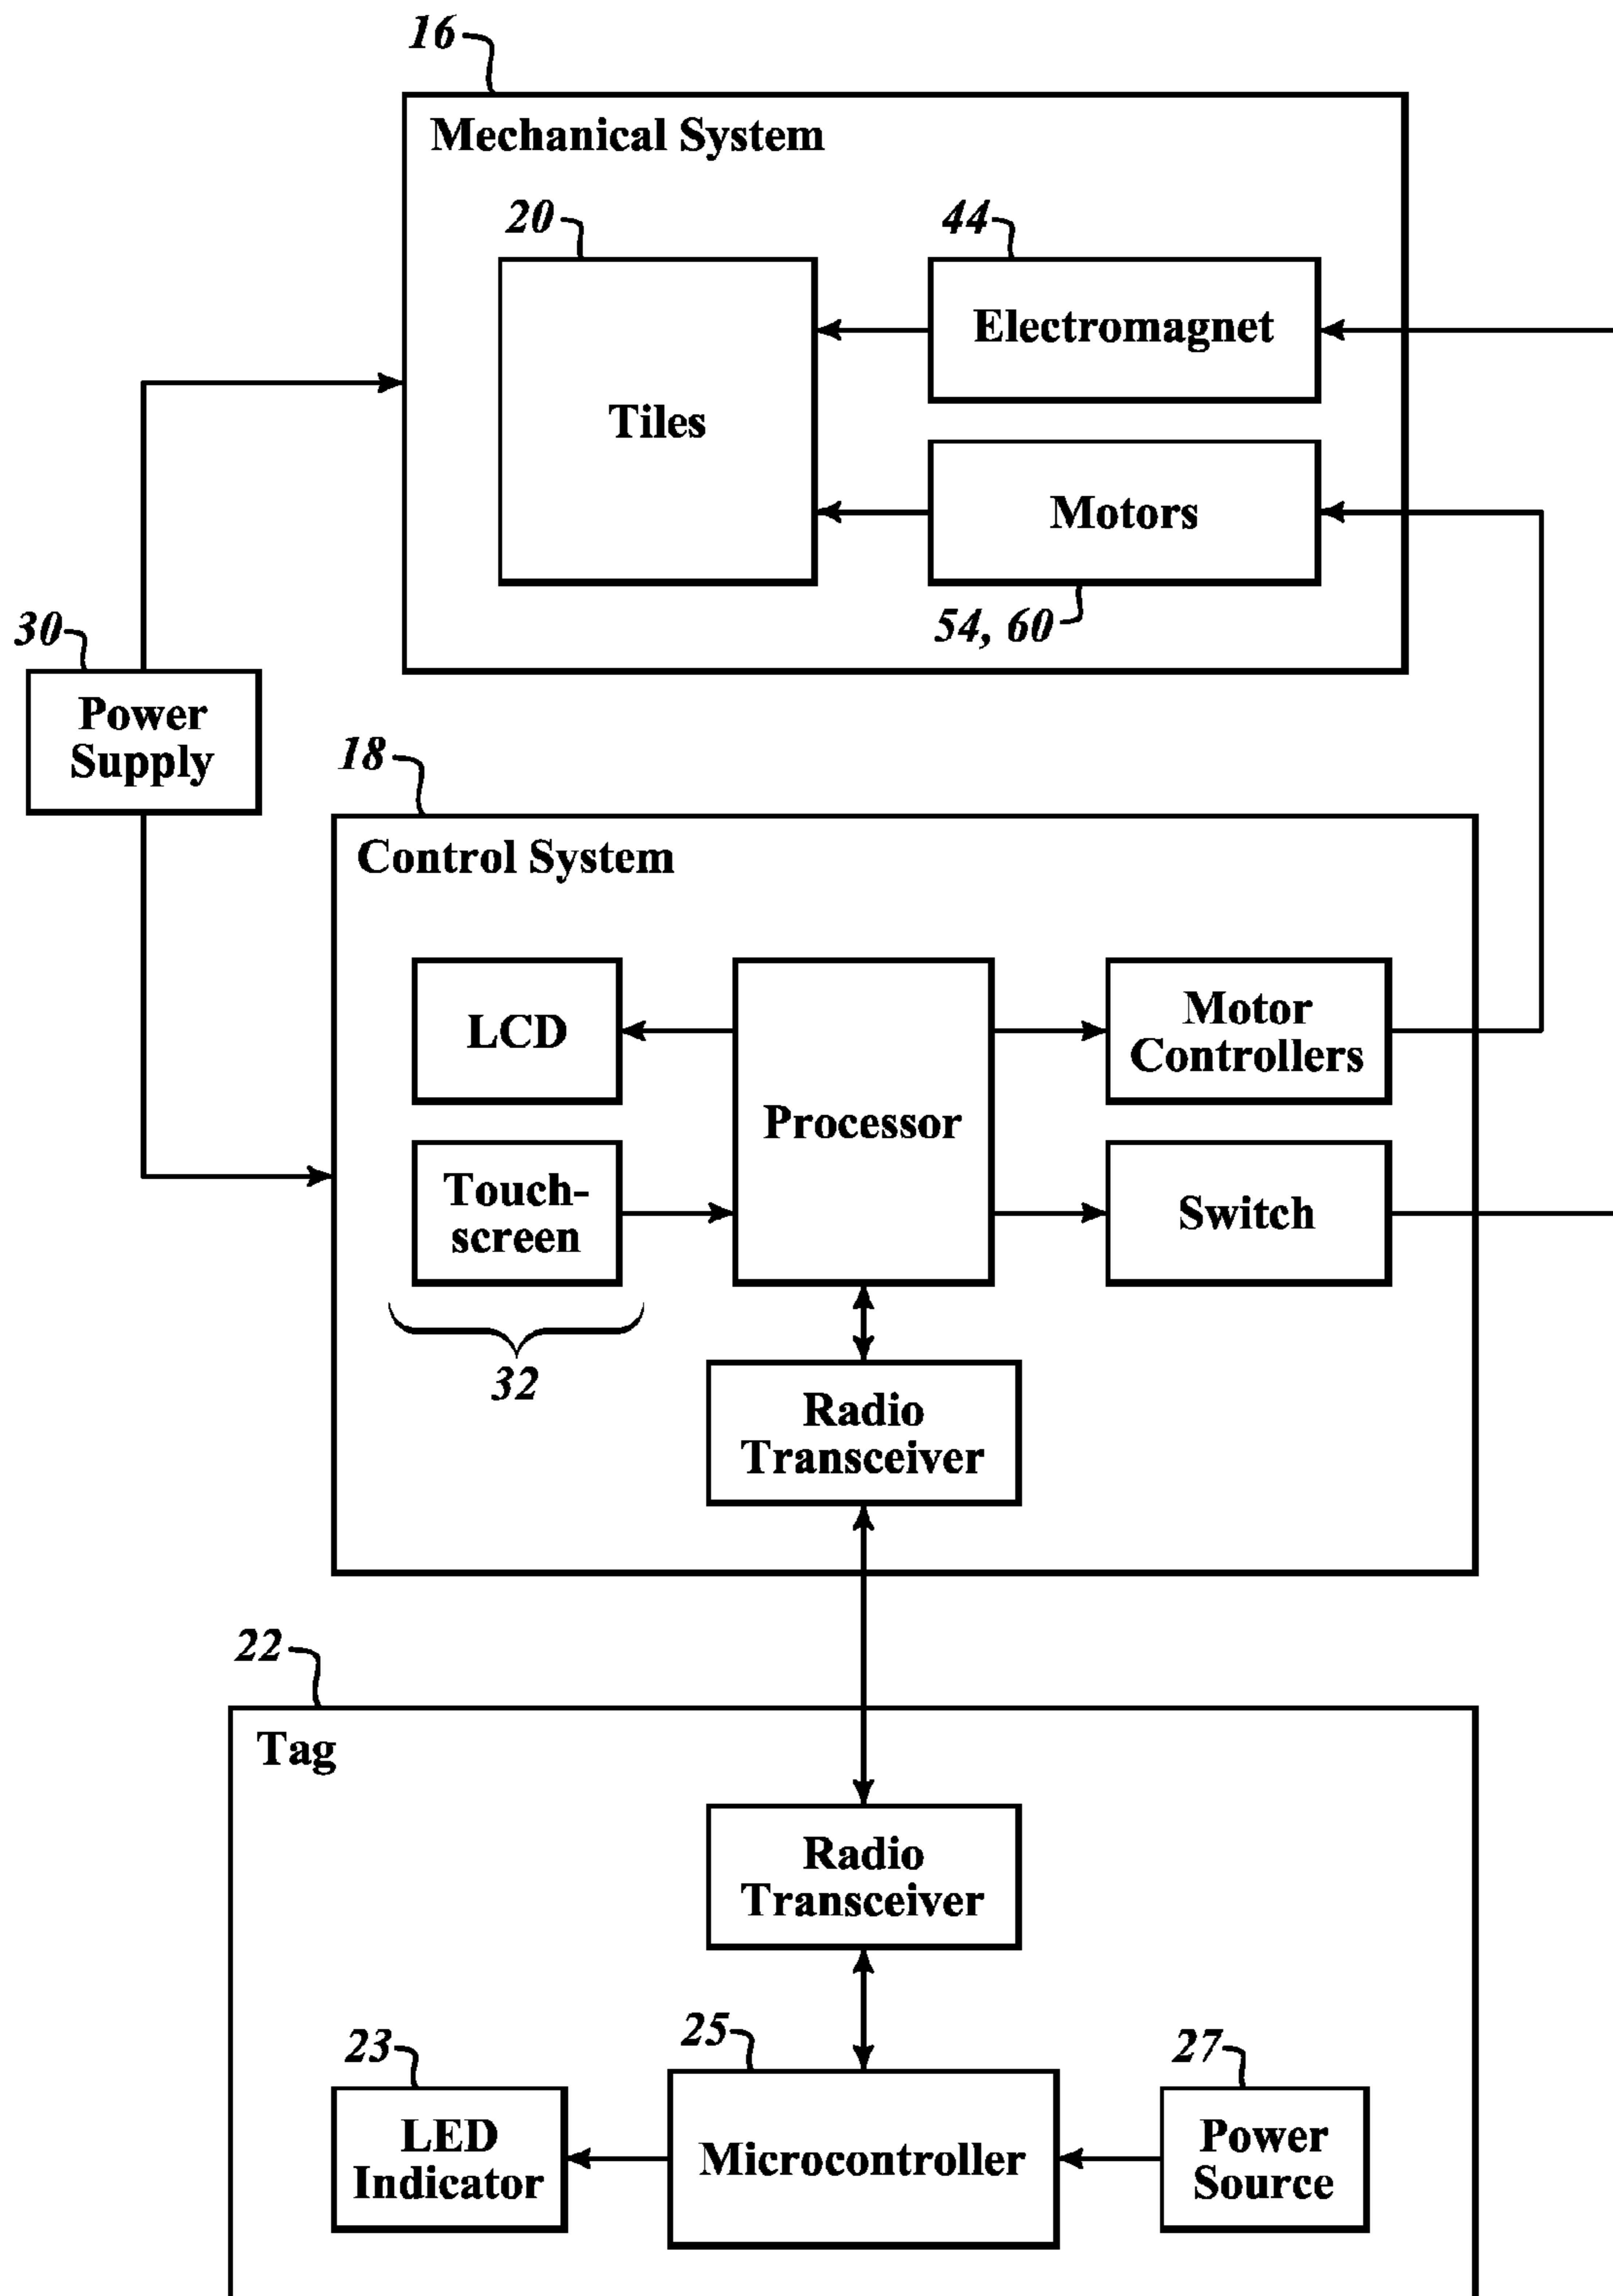 16
Mechanical System
20
44
Electromagnet
Tiles
Motors
54, 60
30
Power
Supply
18
Control System
LCD
Processor
Motor
Controllers
Touch-
screen
Switch
32
Radio
Transceiver
22
Tag
Radio
Transceiver
23
25
27
LED
Indicator
Microcontroller
Power
Source